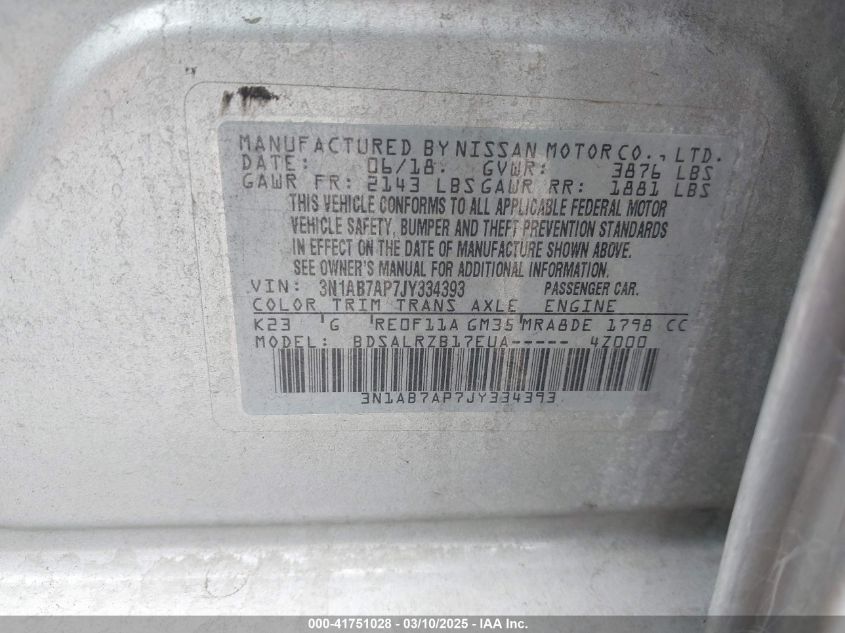 MANUFACTURED BY NISSAN MOTOR CO., LTD.
DATE: 06/18. GVWR: 3876 LBS
GAWR FR: 2143 LBS GAWR RR: 1881 LBS
THIS VEHICLE CONFORMS TO ALL APPLICABLE FEDERAL MOTOR
VEHICLE SAFETY, BUMPER AND THEFT PREVENTION STANDARDS
IN EFFECT ON THE DATE OF MANUFACTURE SHOWN ABOVE.
SEE OWNER'S MANUAL FOR ADDITIONAL INFORMATION.
VIN: 3N1AB7AP7JY334393 PASSENGER CAR.
COLOR TRIM TRANS AXLE ENGINE
K23 G RE0F11A GM35 MRA8DE 1798 CC
MODEL: BDSALRZB17EUA----- 4Z000
3N1AB7AP7JY334393
000-41751028 - 03/10/2025 - IAA Inc.